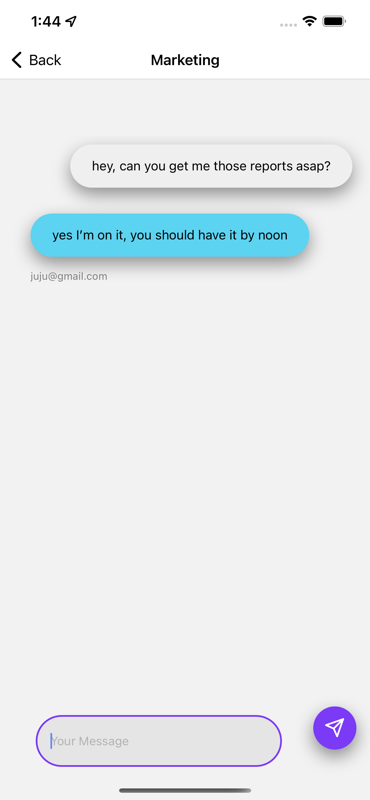 1:44
Back
Marketing
hey, can you get me those reports asap?
yes I’m on it, you should have it by noon
juju@gmail.com
Your Message